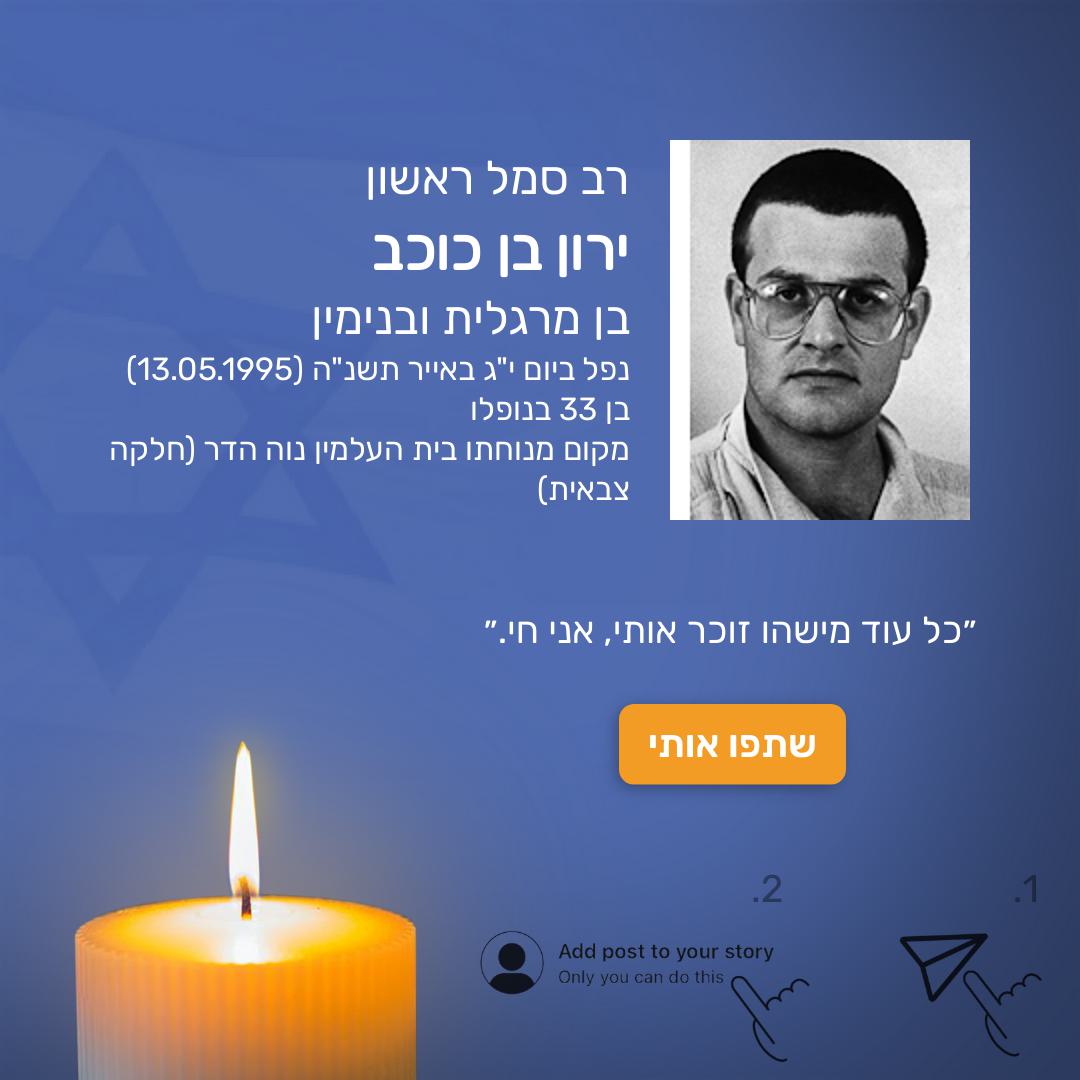 רב סמל ראשון
ירון בן כוכב
בן מרגלית ובנימין
נפל ביום י"ג באייר תשנ"ה (13.05.1995)
בן 33 בנופלו
מקום מנוחתו בית העלמין נוה הדר (חלקה
צבאית)
״כל עוד מישהו זוכר אותי, אני חי.״
שתפו אותי
.1
.2
Add post to your story
Only you can do this